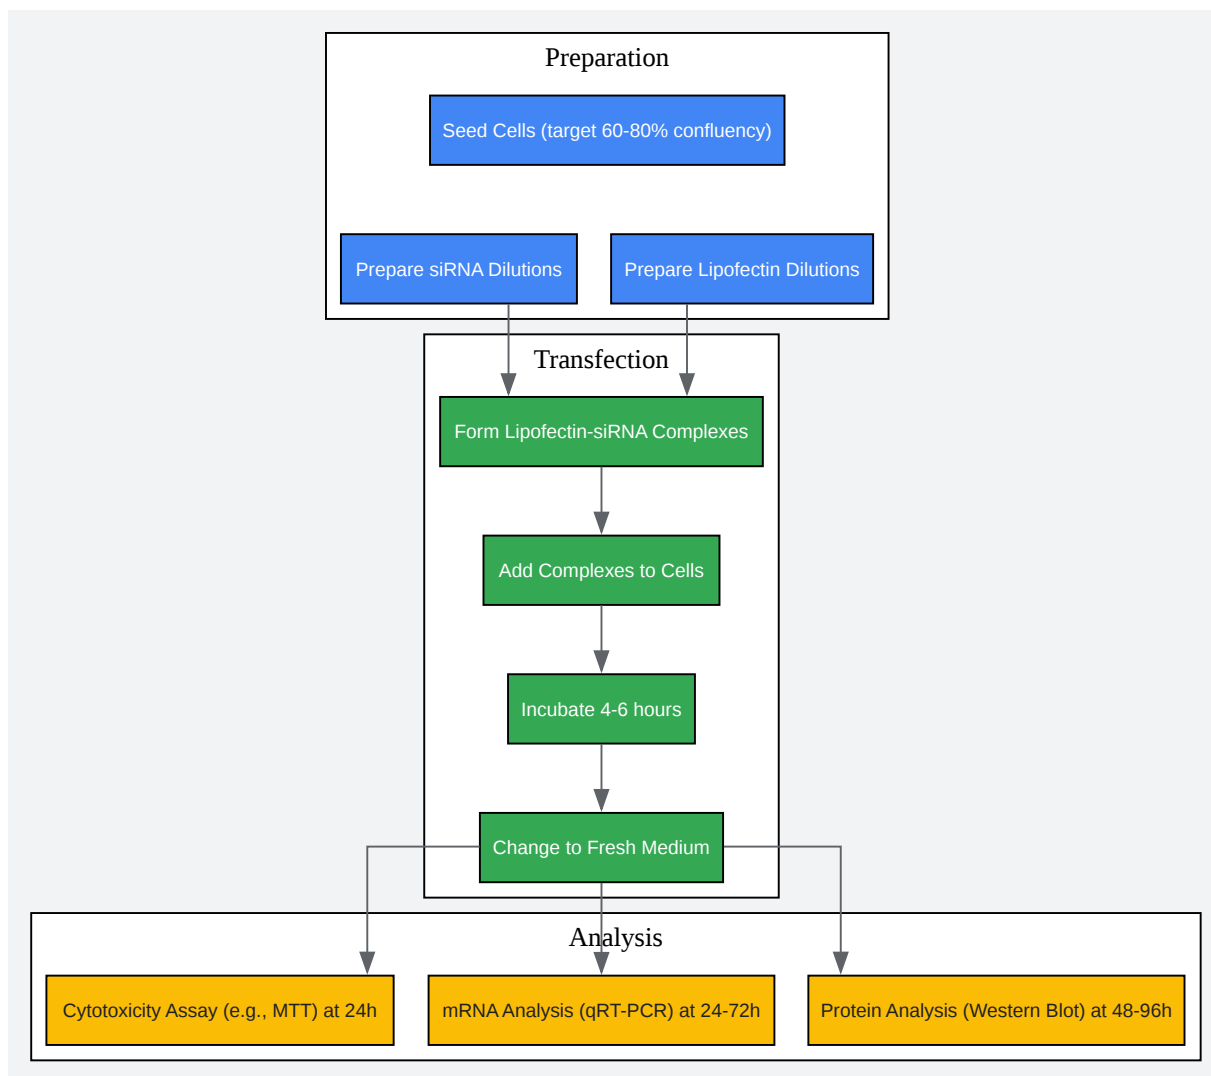 Preparation
Seed Cells (target 60-80% confluency)
Prepare siRNA Dilutions
Prepare Lipofectin Dilutions
Transfection
Form Lipofectin-siRNA Complexes
Add Complexes to Cells
Incubate 4-6 hours
Change to Fresh Medium
Analysis
Cytotoxicity Assay (e.g., MTT) at 24h
mRNA Analysis (qRT-PCR) at 24-72h
Protein Analysis (Western Blot) at 48-96h